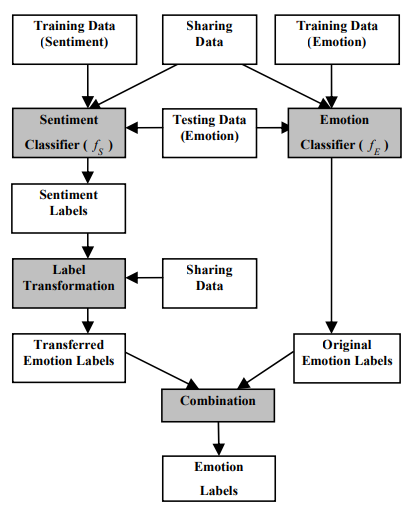 Training Data
(Sentiment)
Sharing
Data
Training Data
(Emotion)
Sentiment
Classifier ( f_S )
Testing Data
(Emotion)
Emotion
Classifier ( f_E )
Sentiment
Labels
Label
Transformation
Sharing
Data
Transferred
Emotion Labels
Original
Emotion Labels
Combination
Emotion
Labels